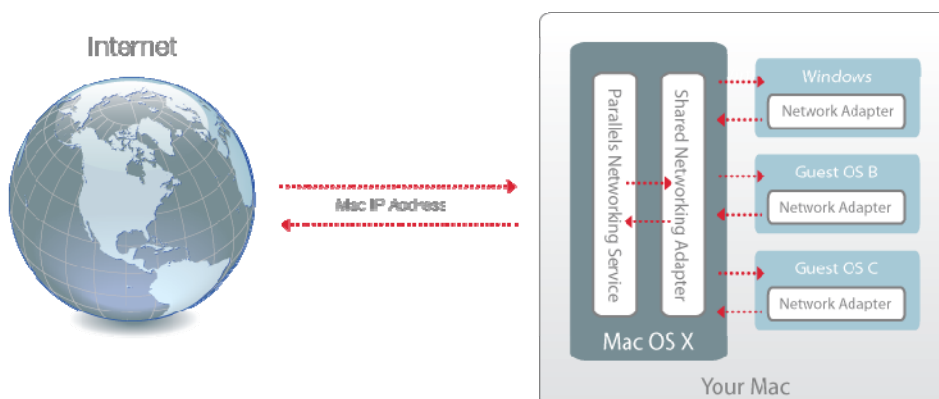 Internet
Mac IP Address
Parallels Networking Service
Shared Networking Adapter
Mac OS X
Windows
Network Adapter
Guest OS B
Network Adapter
Guest OS C
Network Adapter
Your Mac